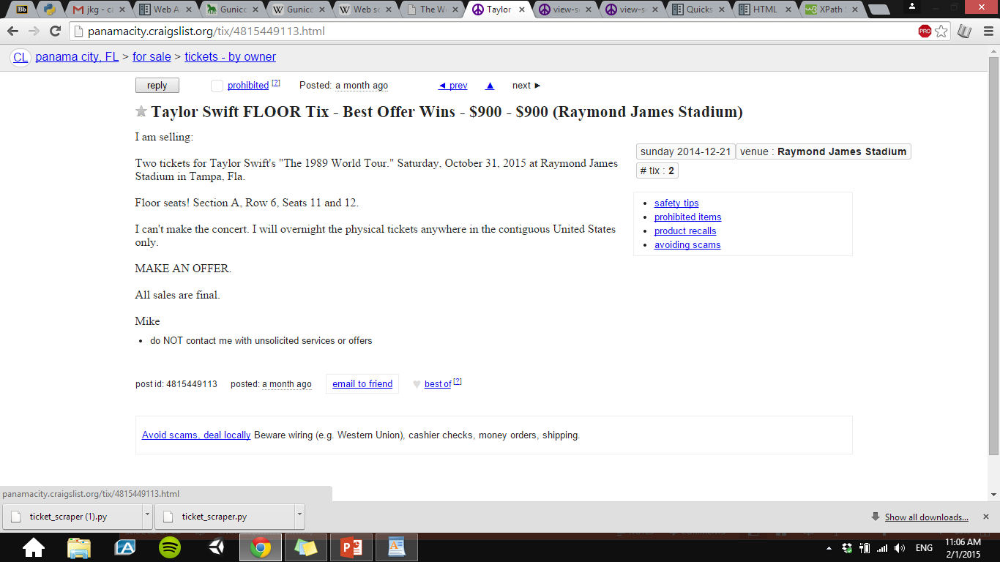 Bb jkg - ca Web A Gunico Gunico Web sc The W Taylor view-so view-so Quicks HTML XPath
panamacity.craigslist.org/tix/4815449113.html PRO
CL panama city, FL > for sale > tickets - by owner
reply prohibited [?] Posted: a month ago ◄ prev ▲ next ►
Taylor Swift FLOOR Tix - Best Offer Wins - $900 - $900 (Raymond James Stadium)
I am selling:
Two tickets for Taylor Swift's "The 1989 World Tour." Saturday, October 31, 2015 at Raymond James
Stadium in Tampa, Fla.
Floor seats! Section A, Row 6, Seats 11 and 12.
I can't make the concert. I will overnight the physical tickets anywhere in the contiguous United States
only.
MAKE AN OFFER.
All sales are final.
Mike
• do NOT contact me with unsolicited services or offers
sunday 2014-12-21 venue : Raymond James Stadium
# tix : 2
• safety tips
• prohibited items
• product recalls
• avoiding scams
post id: 4815449113 posted: a month ago email to friend ♥ best of [?]
Avoid scams, deal locally Beware wiring (e.g. Western Union), cashier checks, money orders, shipping.
panamacity.craigslist.org/tix/4815449113.html
ticket_scraper (1).py ticket_scraper.py Show all downloads...
ENG 11:06 AM
2/1/2015